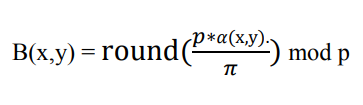 B(x,y) = round(p*α(x,y)./π) mod p